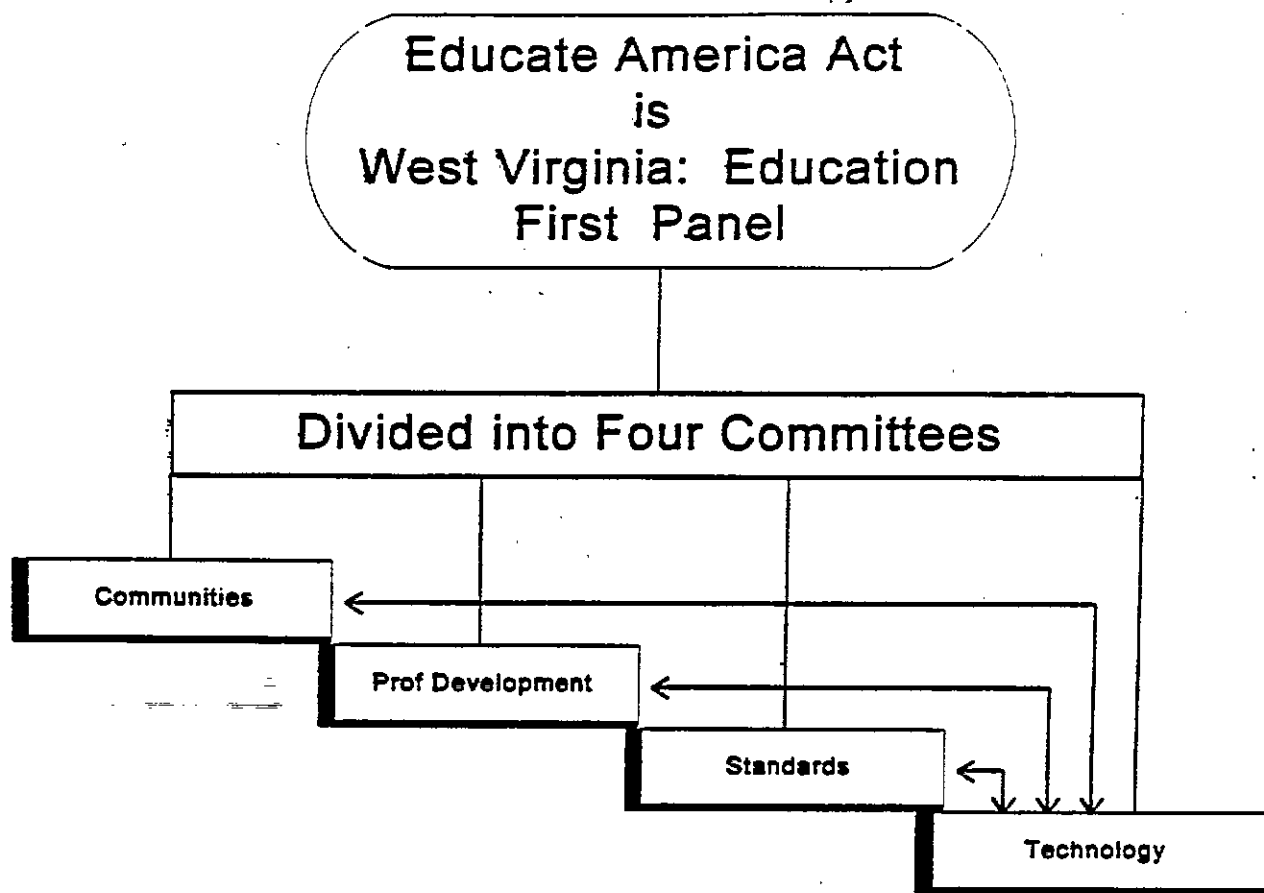 Educate America Act
is
West Virginia: Education
First Panel
Divided into Four Committees
Communities
Prof Development
Standards
Technology